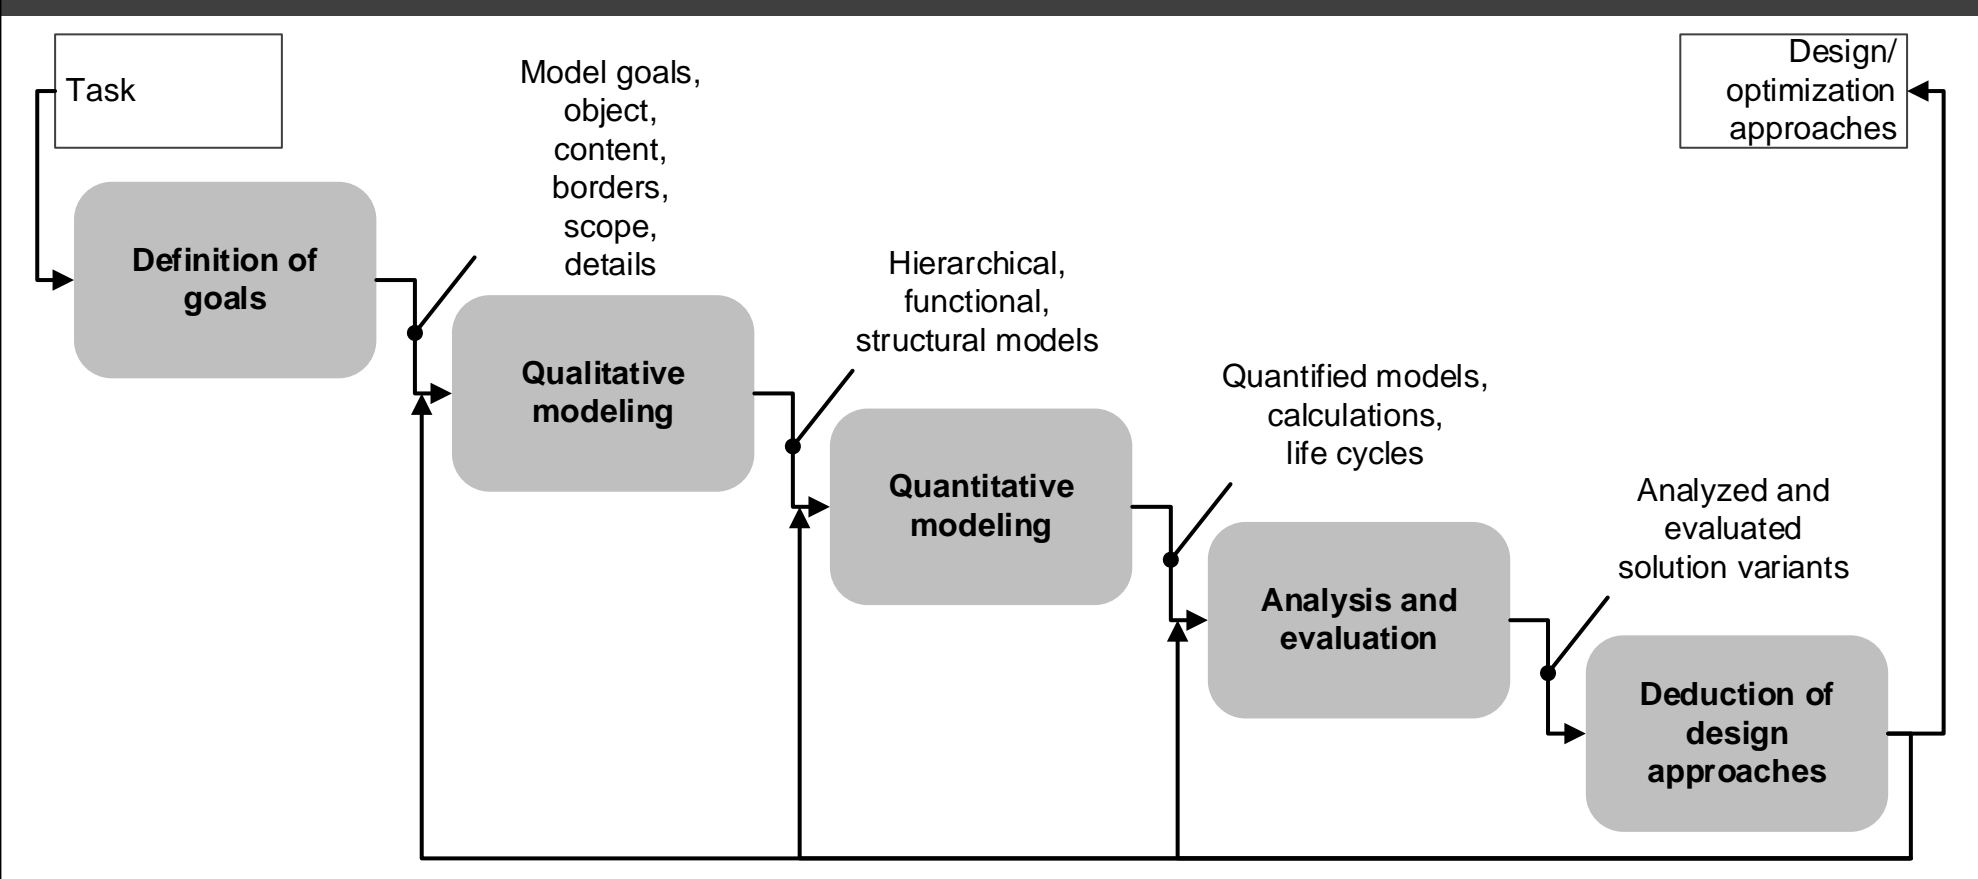 Task
Design/
optimization
approaches
Model goals,
object,
content,
borders,
scope,
details
Definition of
goals
Hierarchical,
functional,
structural models
Qualitative
modeling
Quantified models,
calculations,
life cycles
Quantitative
modeling
Analyzed and
evaluated
solution variants
Analysis and
evaluation
Deduction of
design
approaches